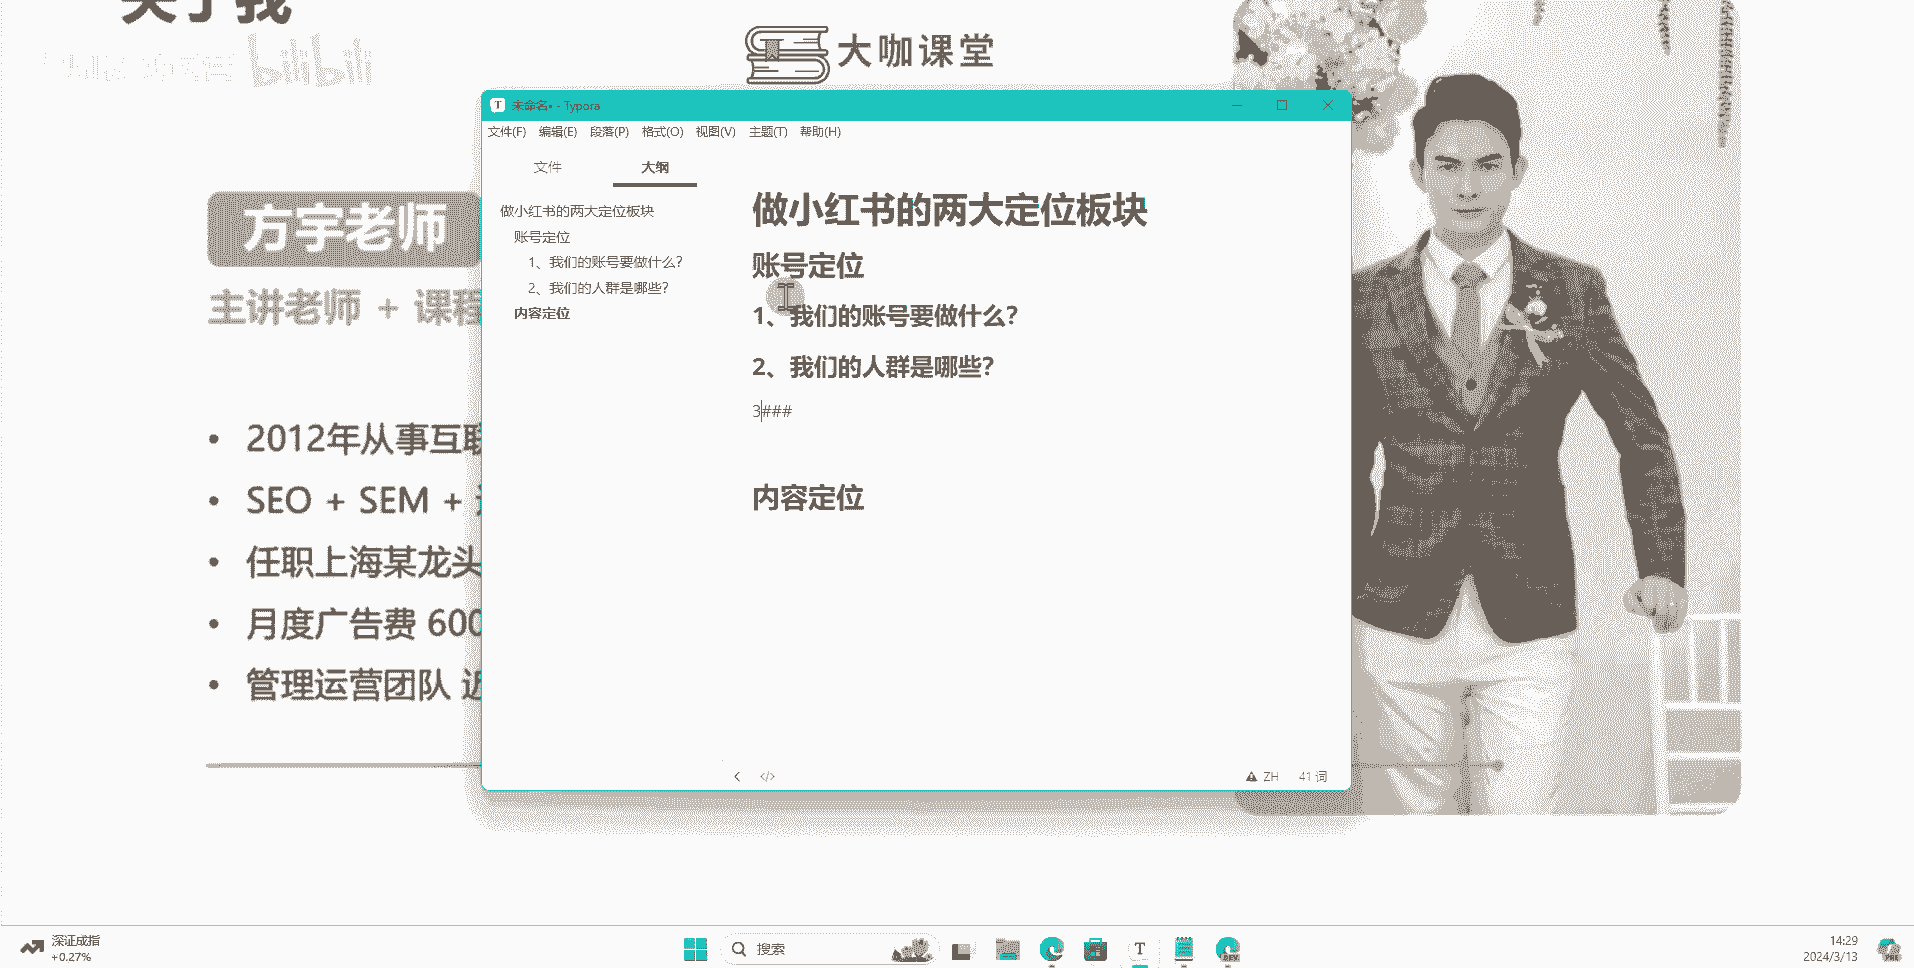 关于我
bilibili
大咖课堂
方宇老师
主讲老师 + 课程
2012年从事互联
SEO + SEM +
任职上海某龙头
月度广告费 600
管理运营团队 近
T 未命名• - Typora
文件(F) 编辑(E) 段落(P) 格式(O) 视图(V) 主题(T) 帮助(H)
文件 大纲
做小红书的两大定位板块
账号定位
1、我们的账号要做什么？
2、我们的人群是哪些？
内容定位
做小红书的两大定位板块
账号定位
1、我们的账号要做什么？
2、我们的人群是哪些？
3###
内容定位
</> ZH 41 词
深证成指
+0.27%
搜索
T
DEV
14:29
2024/3/13
PRE